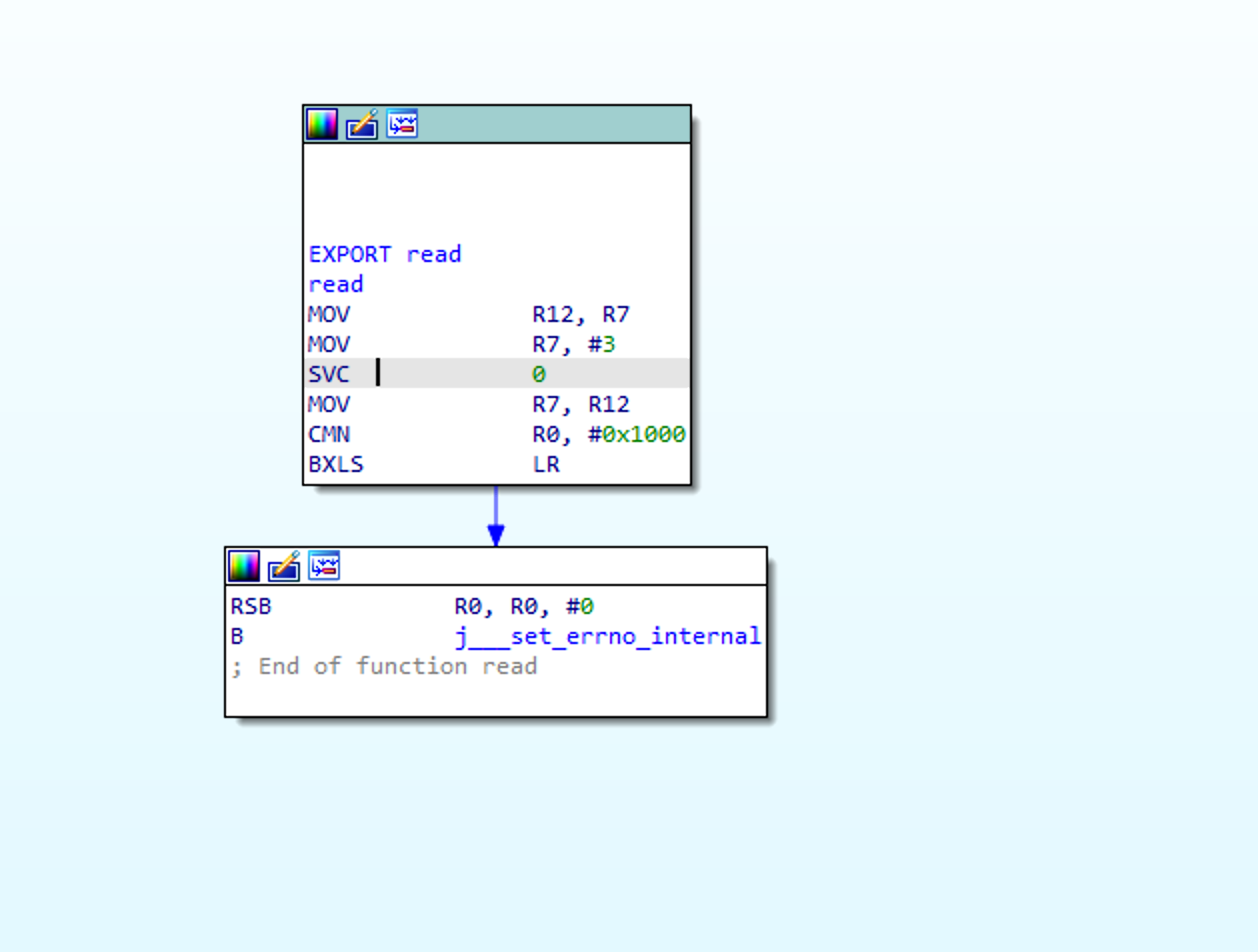 EXPORT read
read
MOV R12, R7
MOV R7, #3
SVC 0
MOV R7, R12
CMN R0, #0x1000
BXLS LR
RSB R0, R0, #0
B j___set_errno_internal
; End of function read